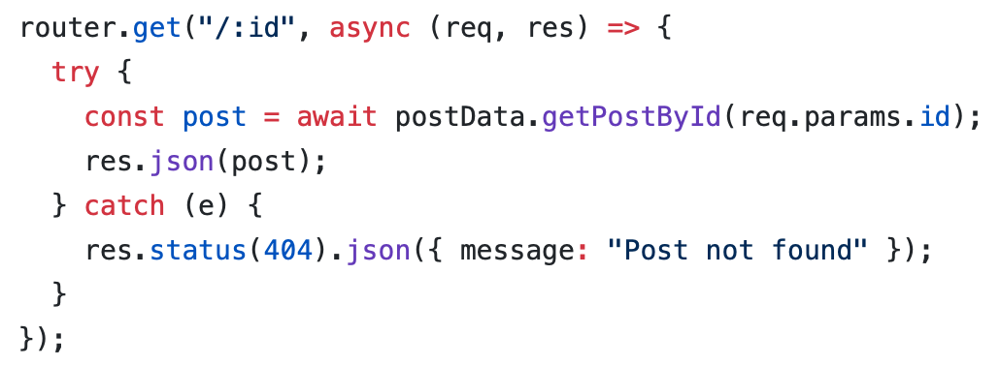 router.get("/:id", async (req, res) => {
  try {
    const post = await postData.getPostById(req.params.id);
    res.json(post);
  } catch (e) {
    res.status(404).json({ message: "Post not found" });
  }
});